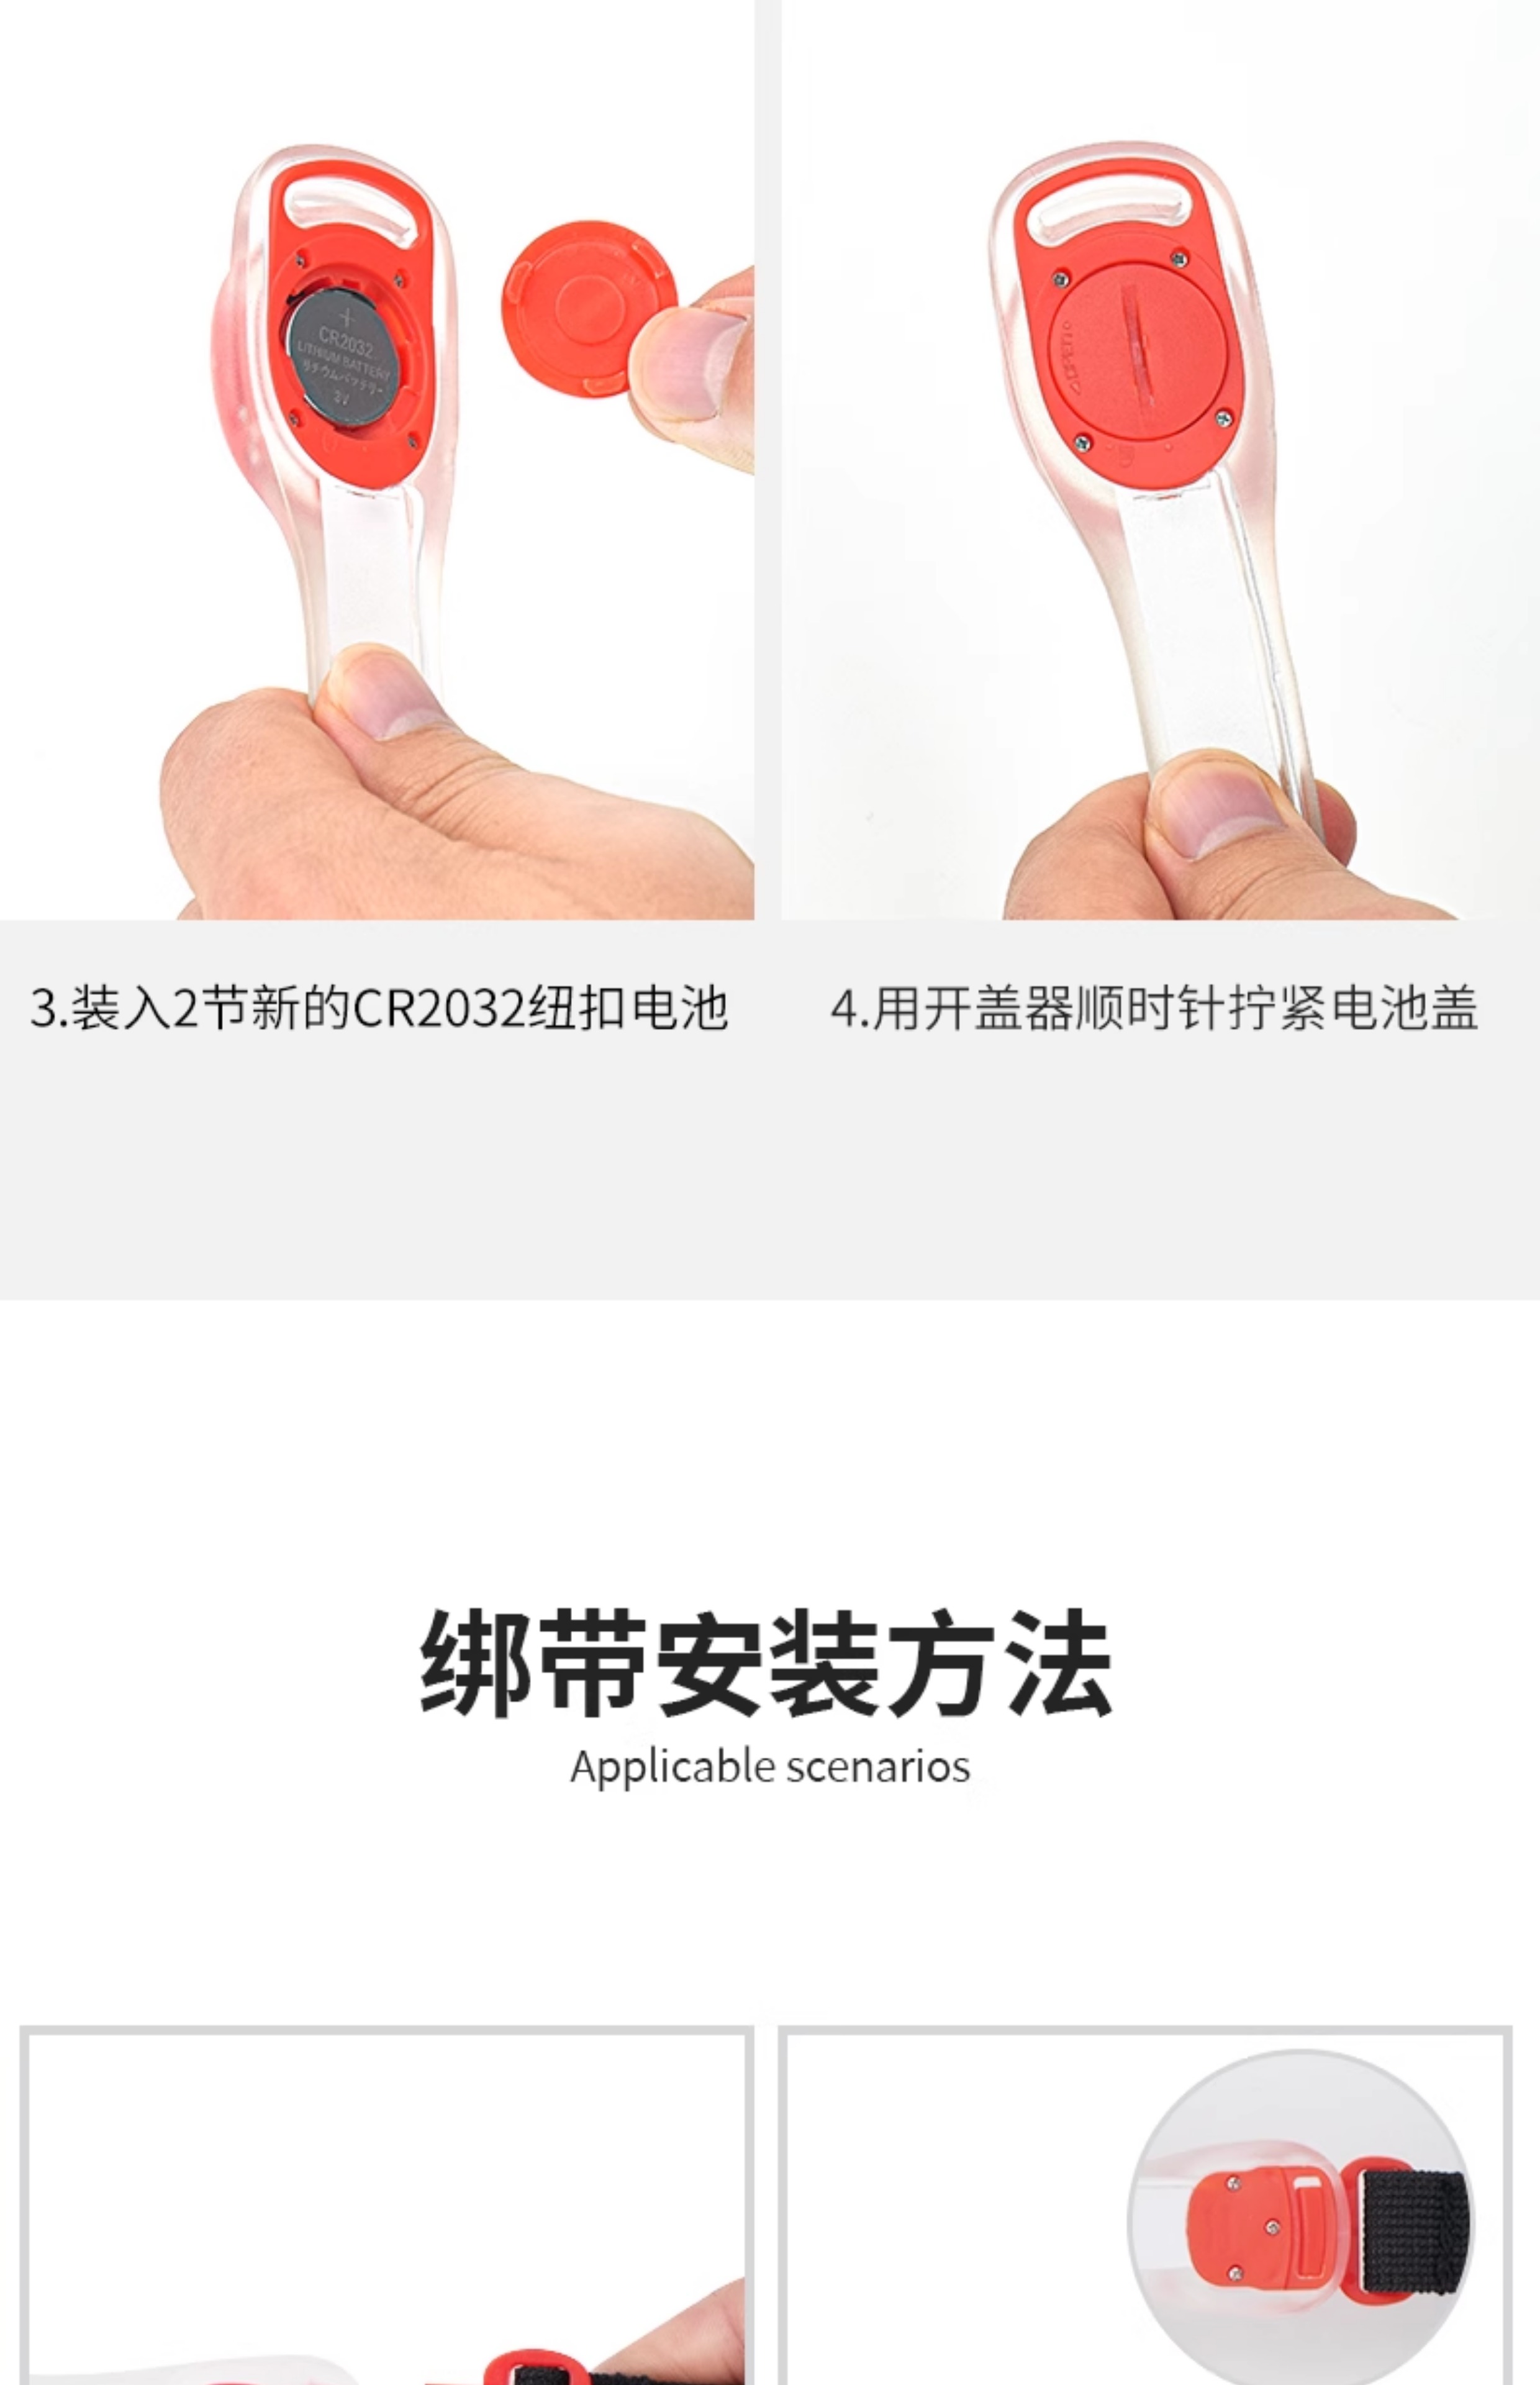 +
CR2032
LITHIUM BATTERY
リチウムバッテリー
3V
OPEN
3.装入2节新的CR2032纽扣电池
4.用开盖器顺时针拧紧电池盖
绑带安装方法
Applicable scenarios